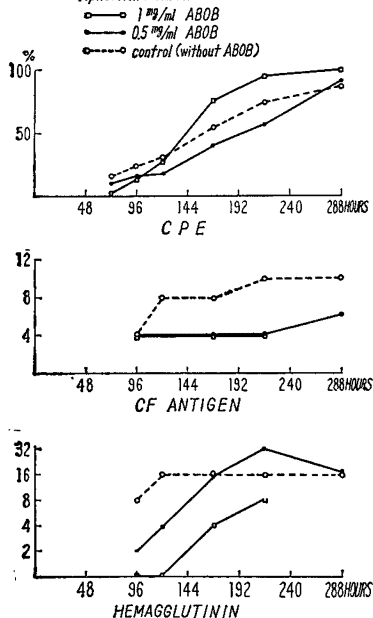 1 mg/ml ABOB
0.5 mg/ml ABOB
control (without ABOB)
%
100
50
48 96 144 192 240 288 HOURS
CPE
12
8
4
48 96 144 192 240 288 HOURS
CF ANTIGEN
32
16
8
4
2
48 96 144 192 240 288 HOURS
HEMAGGLUTININ